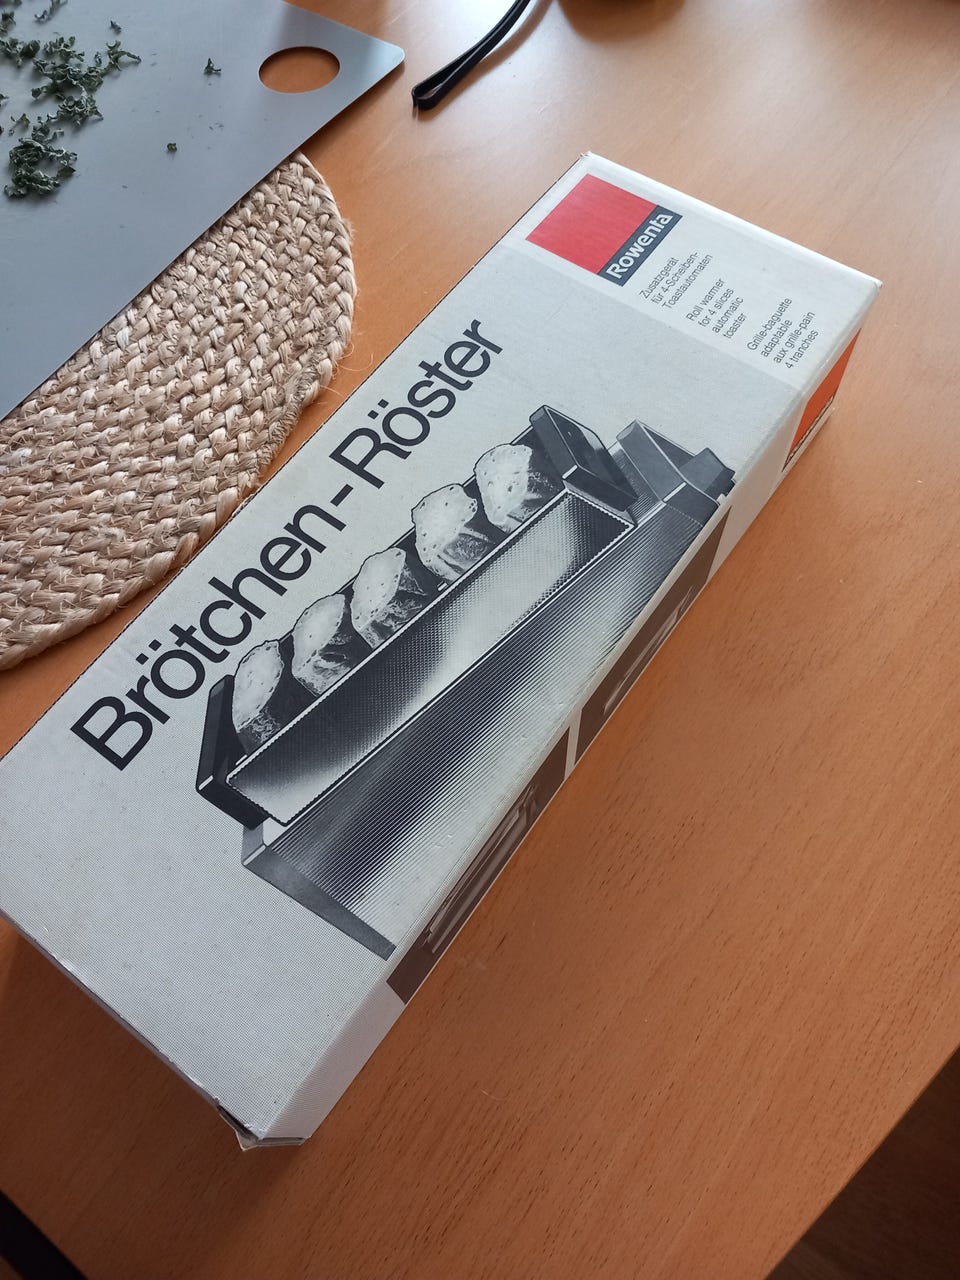 Rowenta
Zusatzgerät
für 4-Scheiben-
Toastautomaten
Roll warmer
for 4 slices
automatic
toaster
Grille-baguette
adaptable
aux grille-pain
4 tranches
Brötchen-Röster